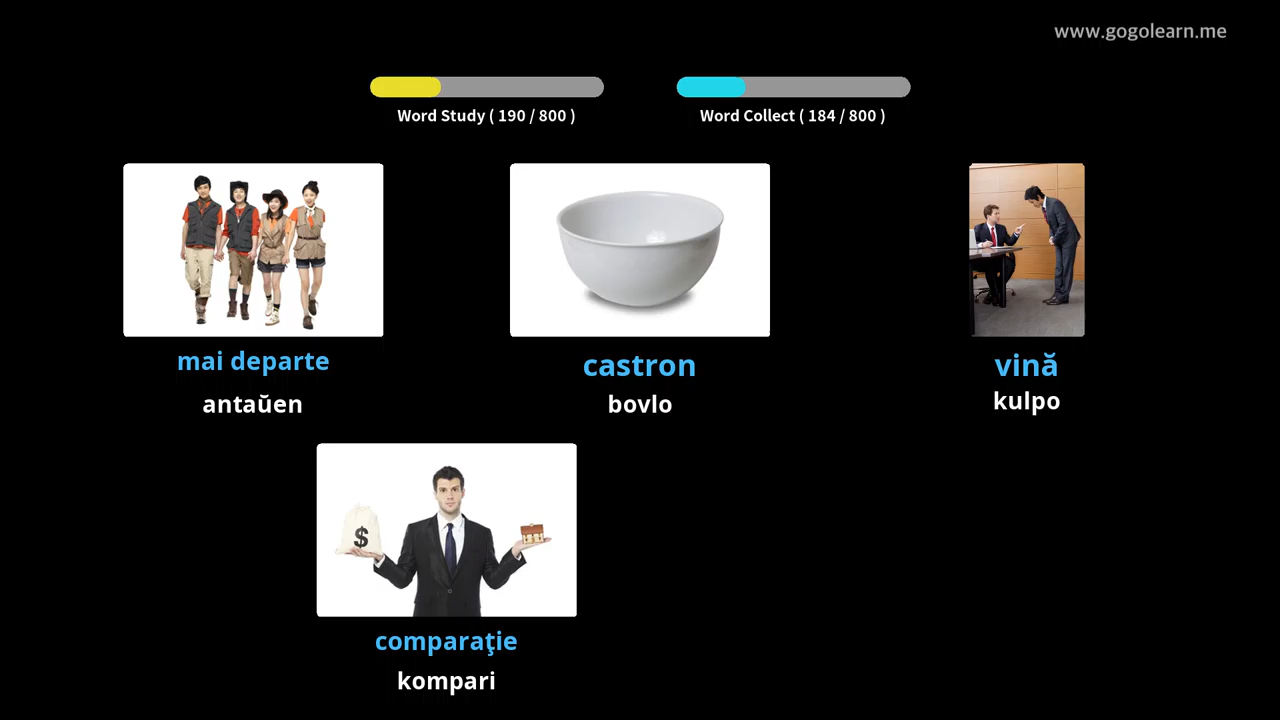 www.gogolearn.me
Word Study ( 190 / 800 )
Word Collect ( 184 / 800 )
mai departe
antaŭen
castron
bovlo
vină
kulpo
$
comparaţie
kompari